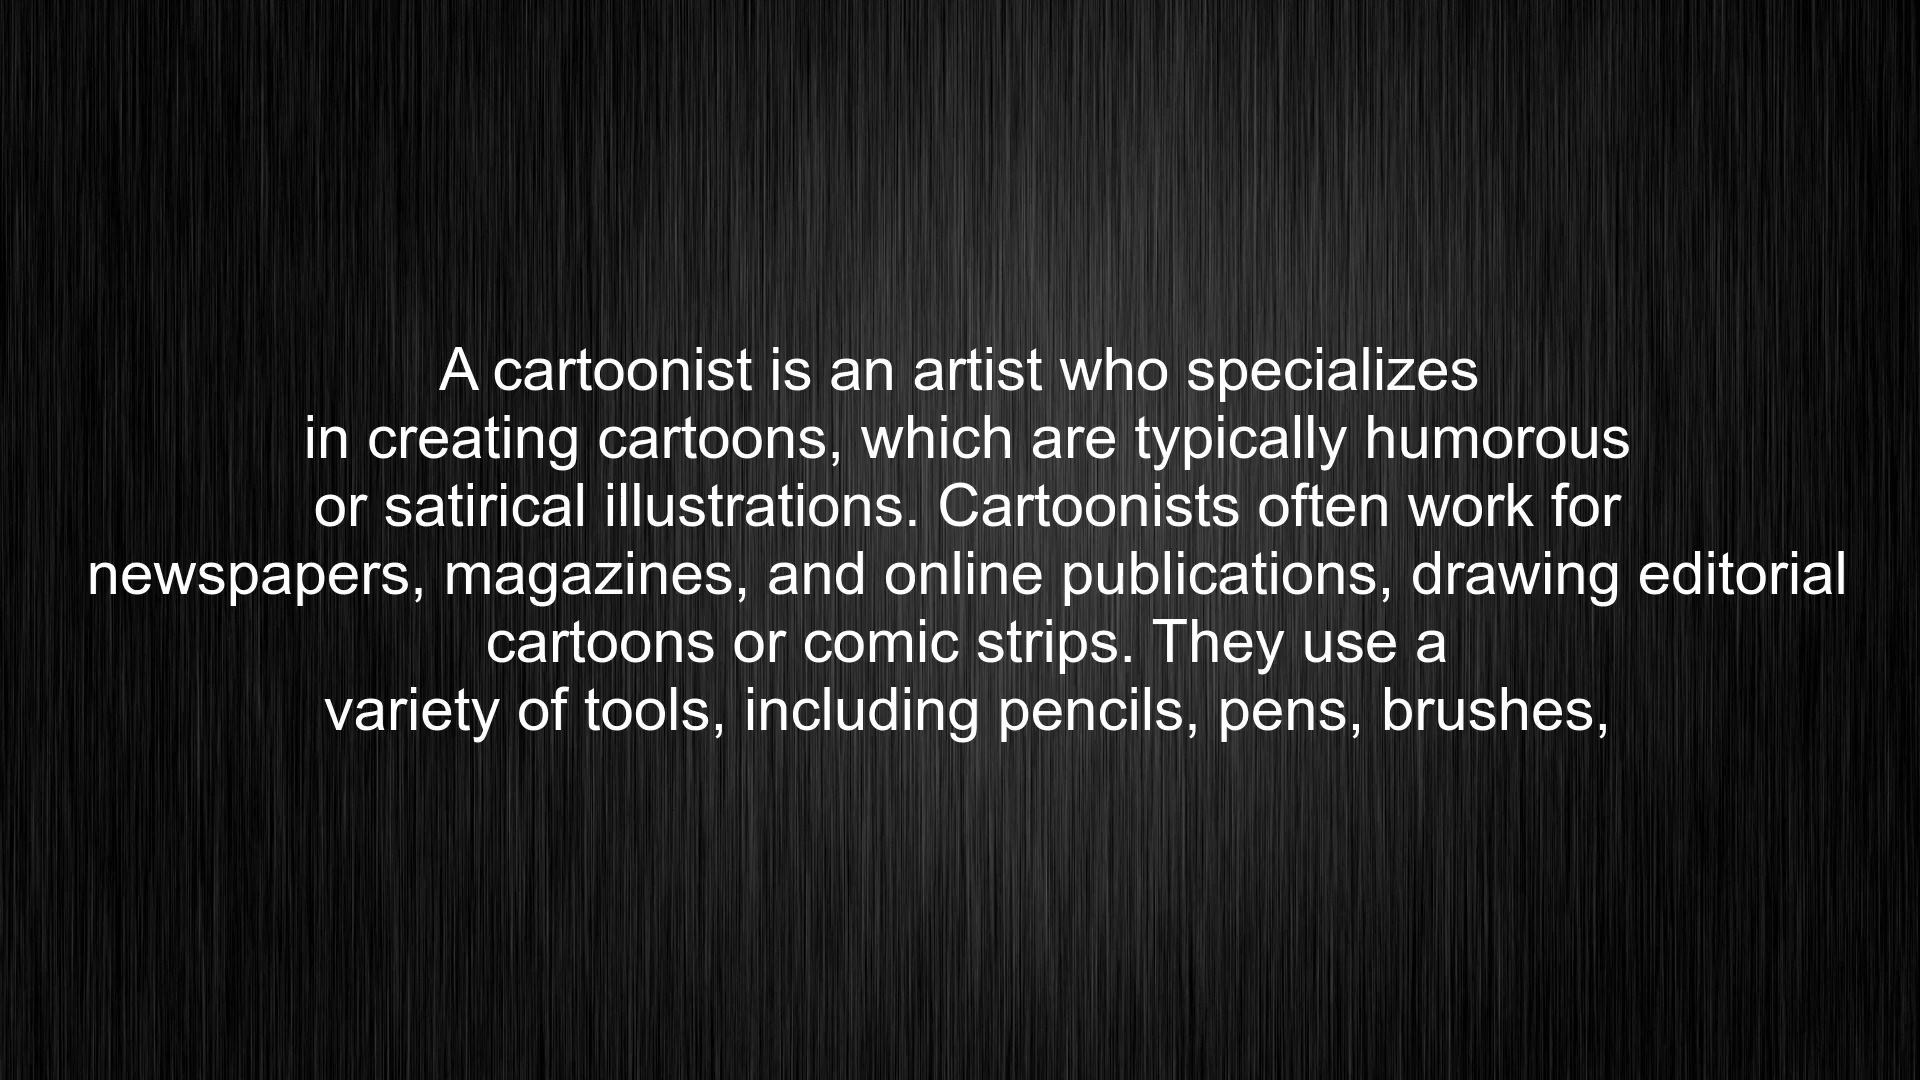 A cartoonist is an artist who specializes
in creating cartoons, which are typically humorous
or satirical illustrations. Cartoonists often work for
newspapers, magazines, and online publications, drawing editorial
cartoons or comic strips. They use a
variety of tools, including pencils, pens, brushes,